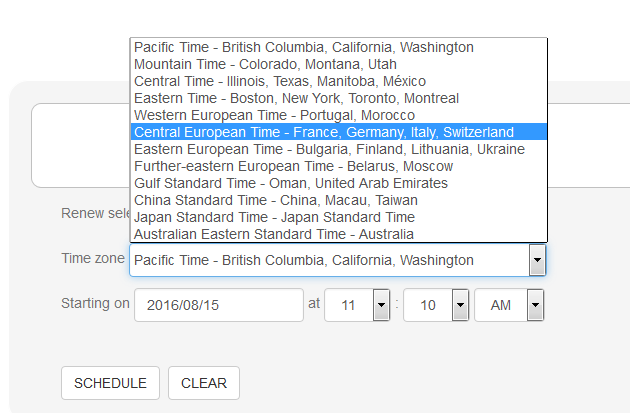 Pacific Time - British Columbia, California, Washington
Mountain Time - Colorado, Montana, Utah
Central Time - Illinois, Texas, Manitoba, México
Eastern Time - Boston, New York, Toronto, Montreal
Western European Time - Portugal, Morocco
Central European Time - France, Germany, Italy, Switzerland
Eastern European Time - Bulgaria, Finland, Lithuania, Ukraine
Further-eastern European Time - Belarus, Moscow
Gulf Standard Time - Oman, United Arab Emirates
China Standard Time - China, Macau, Taiwan
Japan Standard Time - Japan Standard Time
Australian Eastern Standard Time - Australia
Renew
Time zone Pacific Time - British Columbia, California, Washington
Starting on 2016/08/15 at 11 : 10 AM
SCHEDULE CLEAR